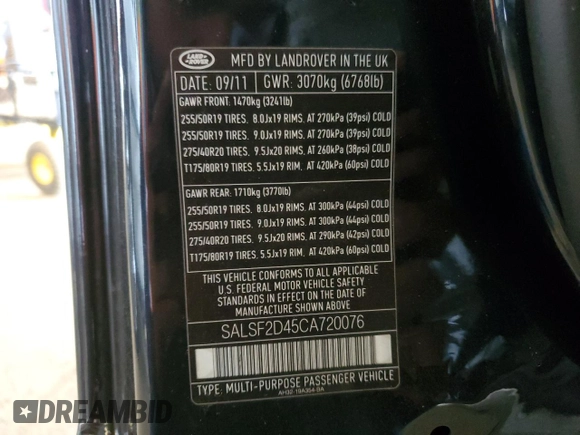 LAND
ROVER
MFD BY LANDROVER IN THE UK
DATE: 09/11 GWR: 3070kg (6768lb)
GAWR FRONT: 1470kg (3241lb)
255/50R19 TIRES, 8.0Jx19 RIMS, AT 270kPa (39psi) COLD
255/50R19 TIRES, 9.0Jx19 RIMS, AT 270kPa (39psi) COLD
275/40R20 TIRES, 9.5Jx20 RIMS, AT 260kPa (38psi) COLD
T175/80R19 TIRES, 5.5Jx19 RIM, AT 420kPa (60psi) COLD
GAWR REAR: 1710kg (3770lb)
255/50R19 TIRES, 8.0Jx19 RIMS, AT 300kPa (44psi) COLD
255/50R19 TIRES, 9.0Jx19 RIMS, AT 300kPa (44psi) COLD
275/40R20 TIRES, 9.5Jx20 RIMS, AT 290kPa (42psi) COLD
T175/80R19 TIRES, 5.5Jx19 RIM, AT 420kPa (60psi) COLD
THIS VEHICLE CONFORMS TO ALL APPLICABLE
U.S. FEDERAL MOTOR VEHICLE SAFETY
AND THEFT PREVENTION STANDARDS IN EFFECT
ON THE DATE OF MANUFACTURE SHOWN ABOVE
SALSF2D45CA720076
TYPE: MULTI-PURPOSE PASSENGER VEHICLE
AH32-19A364-BA
DREAMBID